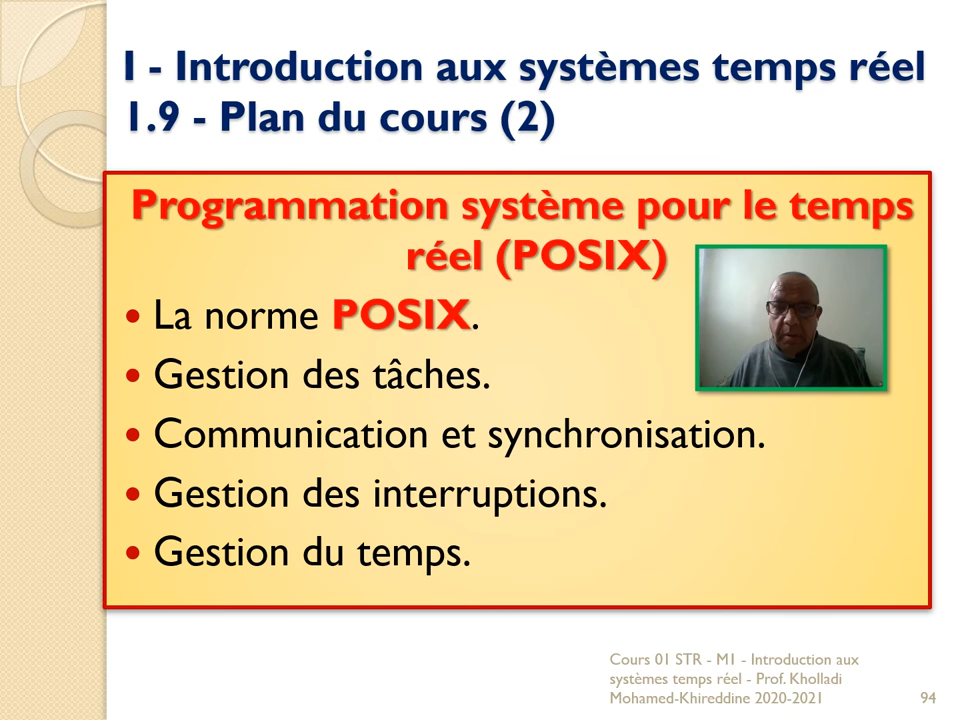 I - Introduction aux systèmes temps réel
1.9 - Plan du cours (2)
Programmation système pour le temps
réel (POSIX)
• La norme POSIX.
• Gestion des tâches.
• Communication et synchronisation.
• Gestion des interruptions.
• Gestion du temps.
Cours 01 STR - M1 - Introduction aux
systèmes temps réel - Prof. Kholladi
Mohamed-Khireddine 2020-2021
94